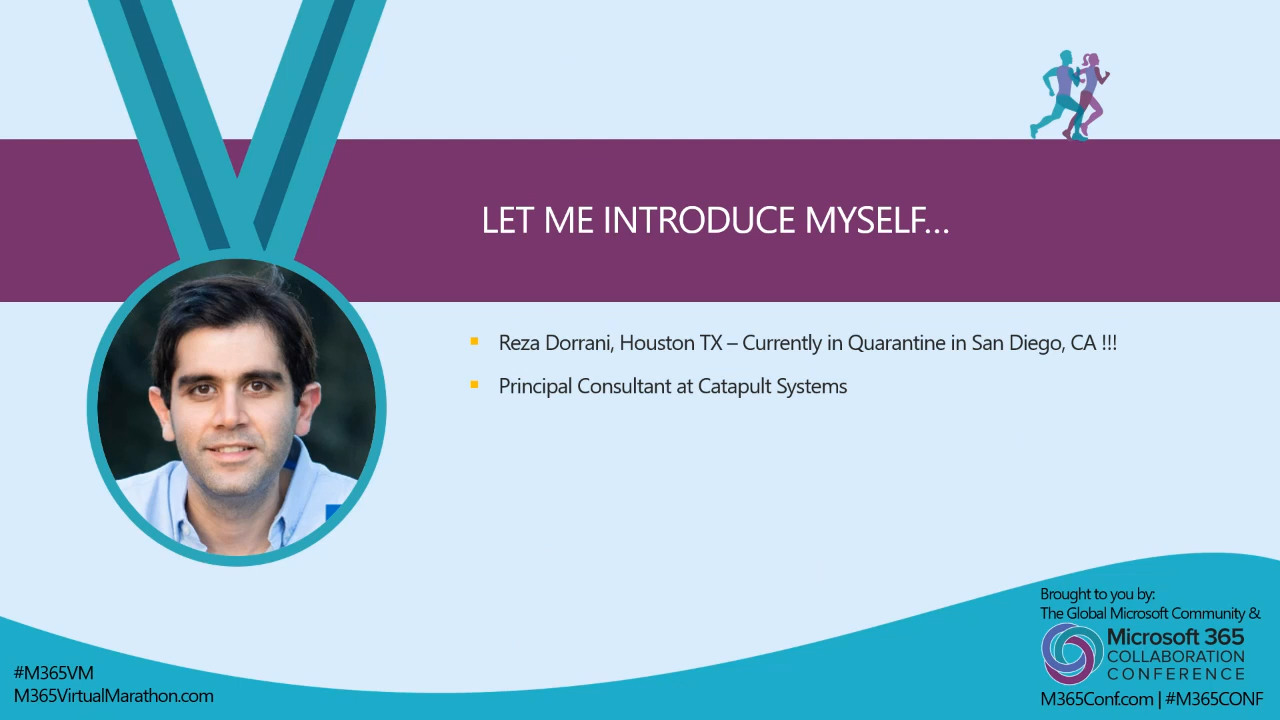 LET ME INTRODUCE MYSELF...
Reza Dorrani, Houston TX – Currently in Quarantine in San Diego, CA !!!
Principal Consultant at Catapult Systems
Brought to you by:
The Global Microsoft Community &
Microsoft 365
COLLABORATION
CONFERENCE
M365Conf.com | #M365CONF
#M365VM
M365VirtualMarathon.com